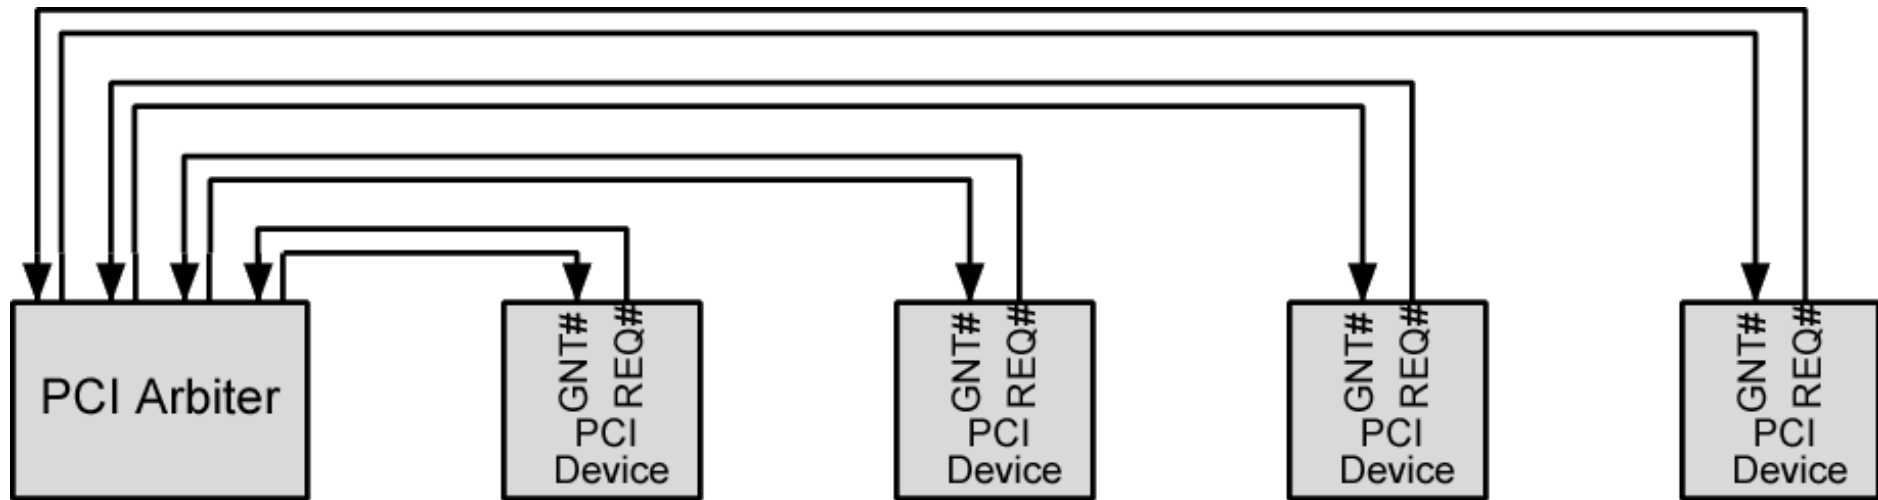 PCI Arbiter
GNT#
REQ#
PCI
Device
GNT#
REQ#
PCI
Device
GNT#
REQ#
PCI
Device
GNT#
REQ#
PCI
Device